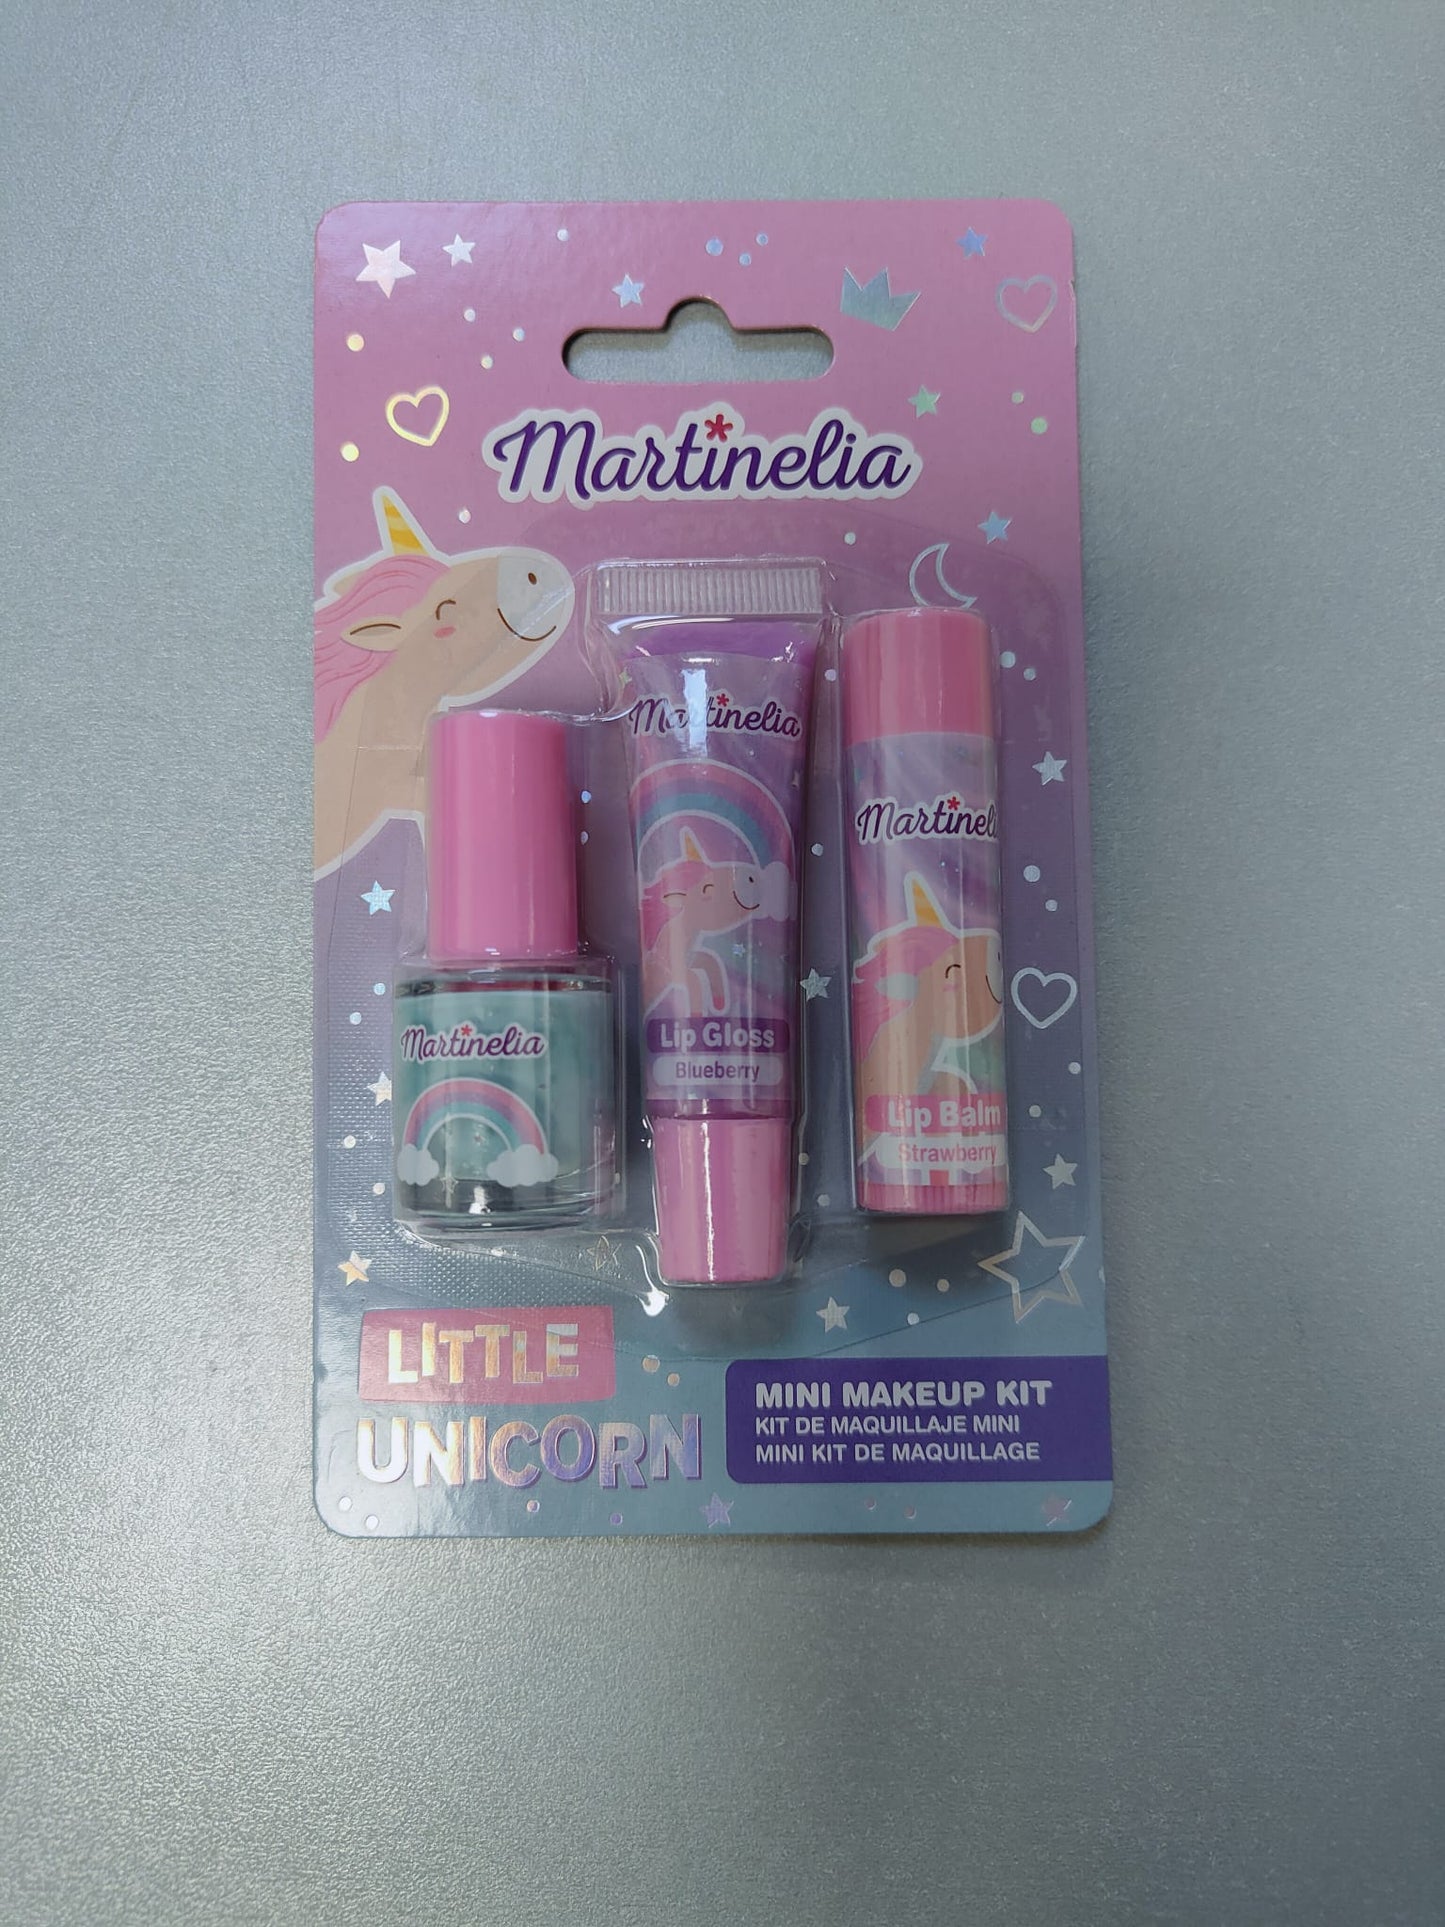 Martinelia
Martinelia
Lip Gloss
Blueberry
Martineli
Lip Balm
Strawberry
Martinelia
LITTLE
UNICORN
MINI MAKEUP KIT
KIT DE MAQUILLAJE MINI
MINI KIT DE MAQUILLAGE